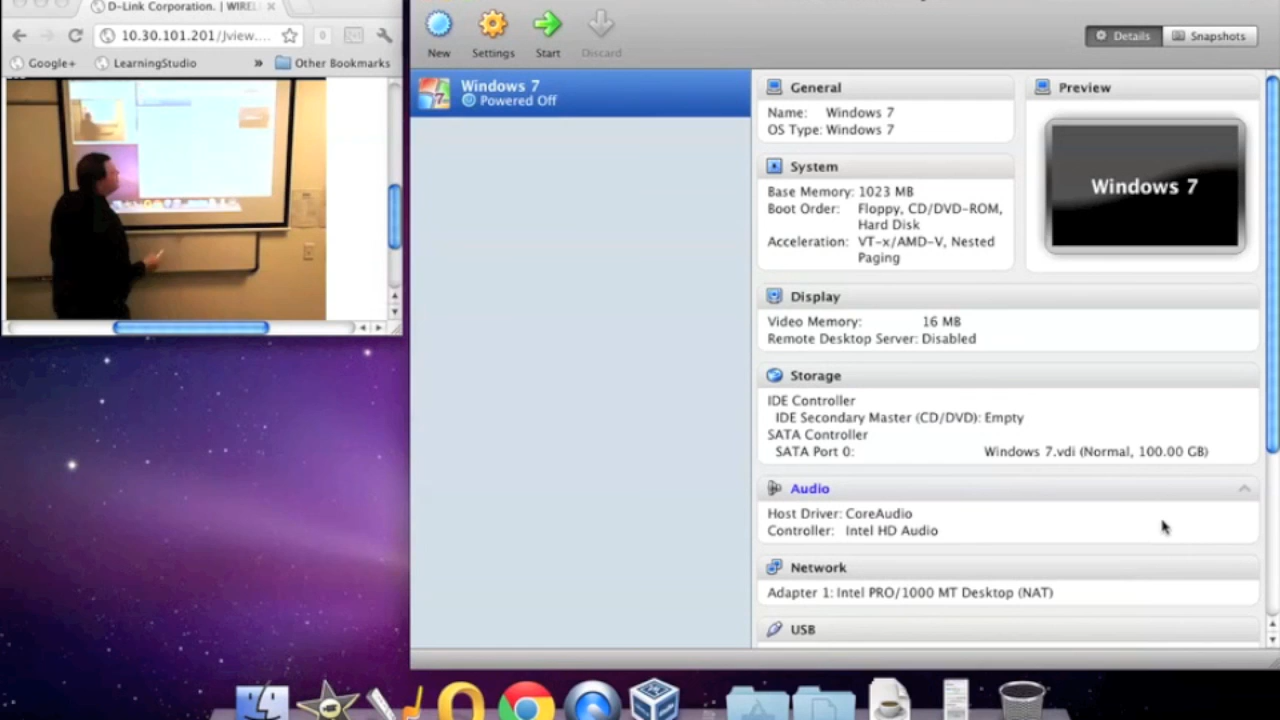 D-Link Corporation. | WIREL
10.30.101.201/Jview....
Google+
LearningStudio
»
Other Bookmarks
New
Settings
Start
Discard
Details
Snapshots
Windows 7
Powered Off
General
Name: Windows 7
OS Type: Windows 7
System
Base Memory: 1023 MB
Boot Order: Floppy, CD/DVD-ROM,
Hard Disk
Acceleration: VT-x/AMD-V, Nested
Paging
Preview
Windows 7
Display
Video Memory: 16 MB
Remote Desktop Server: Disabled
Storage
IDE Controller
IDE Secondary Master (CD/DVD): Empty
SATA Controller
SATA Port 0: Windows 7.vdi (Normal, 100.00 GB)
Audio
Host Driver: CoreAudio
Controller: Intel HD Audio
Network
Adapter 1: Intel PRO/1000 MT Desktop (NAT)
USB